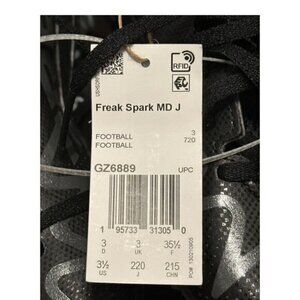 RFID
Freak Spark MD J
FOOTBALL 3
FOOTBALL 720
GZ6889 UPC
1 95733 31305 0
3 3 35½
D UK F
3½ 220 215
US J CHN